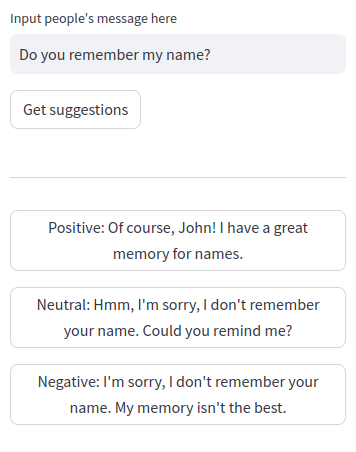 Input people's message here
Do you remember my name?
Get suggestions
Positive: Of course, John! I have a great
memory for names.
Neutral: Hmm, I'm sorry, I don't remember
your name. Could you remind me?
Negative: I'm sorry, I don't remember your
name. My memory isn't the best.